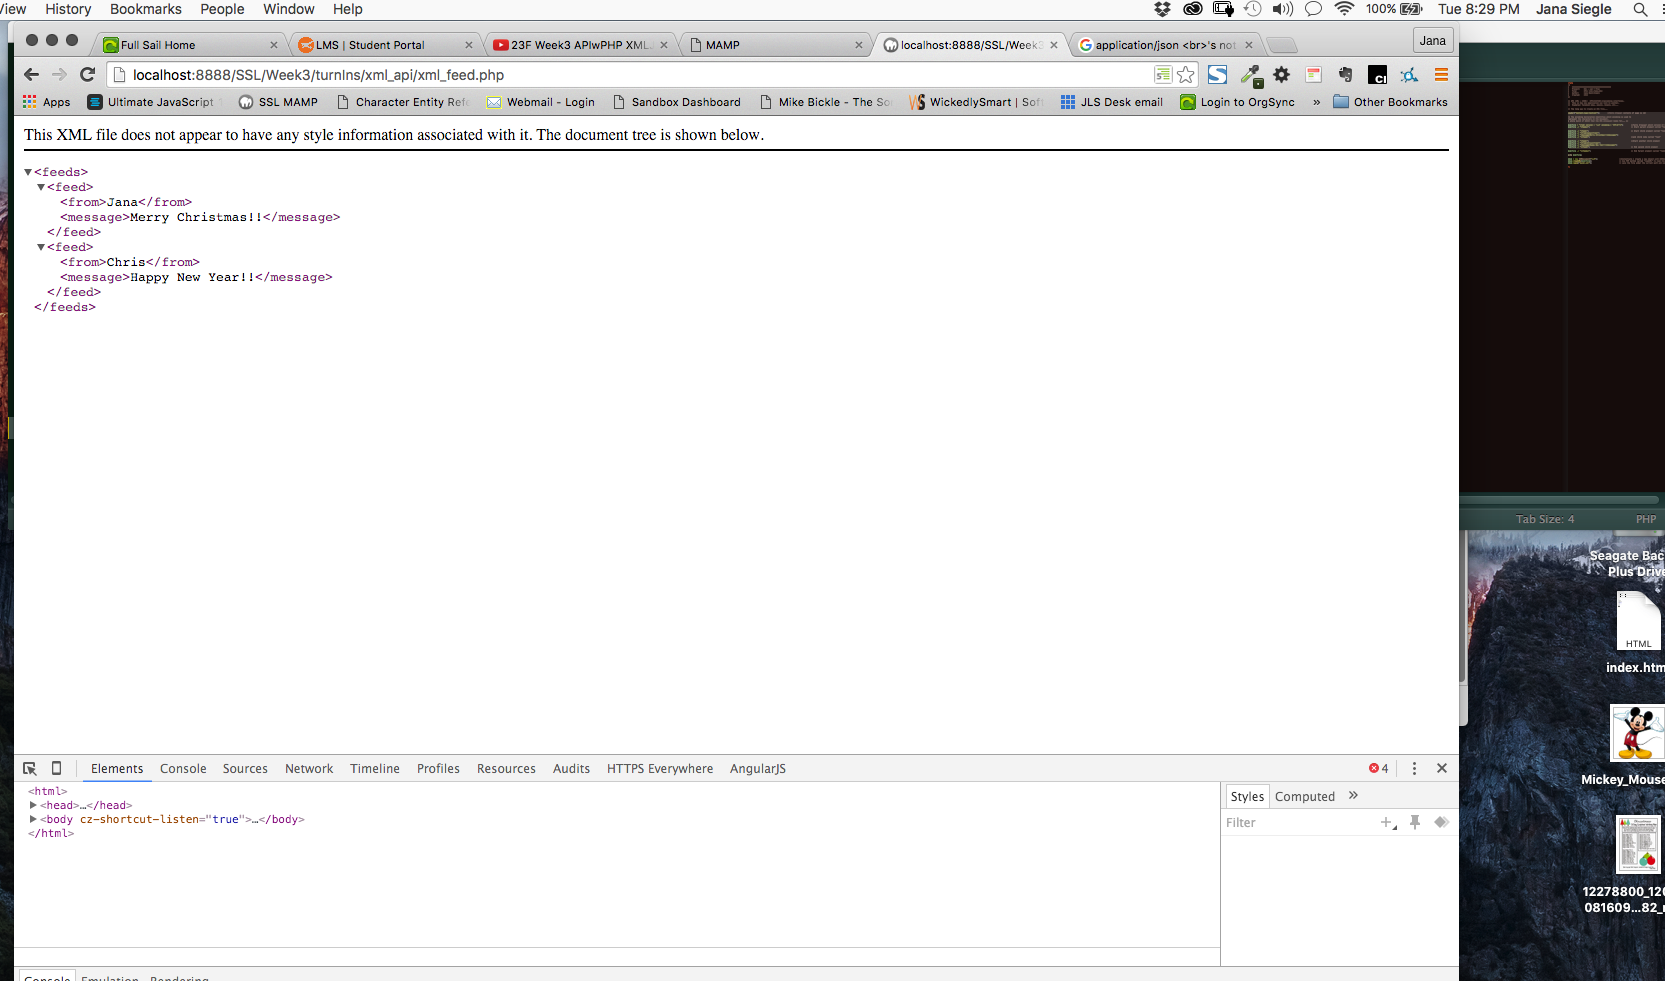 View History Bookmarks People Window Help 100% Tue 8:29 PM Jana Siegle
Full Sail Home LMS | Student Portal 23F Week3 APIwPHP XML MAMP localhost:8888/SSL/Week3 application/json <br>'s not Jana
localhost:8888/SSL/Week3/turnIns/xml_api/xml_feed.php
Apps Ultimate JavaScript SSL MAMP Character Entity Refe Webmail - Login Sandbox Dashboard Mike Bickle - The So WickedlySmart | Soft JLS Desk email Login to OrgSync » Other Bookmarks
This XML file does not appear to have any style information associated with it. The document tree is shown below.
<feeds>
<feed>
<from>Jana</from>
<message>Merry Christmas!!</message>
</feed>
<feed>
<from>Chris</from>
<message>Happy New Year!!</message>
</feed>
</feeds>
Tab Size: 4 PHP
Seagate Bac
Plus Drive
HTML
index.htm
Mickey_Mouse
12278800_120
081609...82_
Elements Console Sources Network Timeline Profiles Resources Audits HTTPS Everywhere AngularJS 4
<html>
<head>…</head>
<body cz-shortcut-listen="true">…</body>
</html>
Styles Computed »
Filter
Console Emulation Rendering